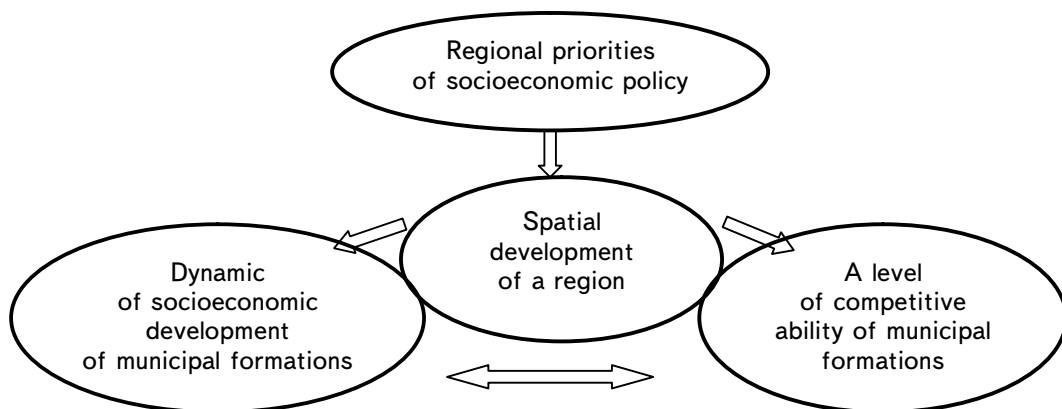 Regional priorities
of socioeconomic policy
Spatial
development
of a region
Dynamic
of socioeconomic
development
of municipal formations
A level
of competitive
ability of municipal
formations